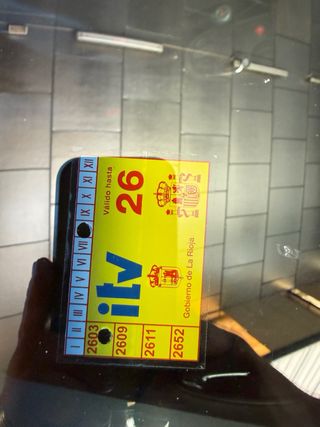 I II III IV V VI VII IX X XI XII
2603
2609
2611
2652
Válido hasta
26
itv
Gobierno de La Rioja